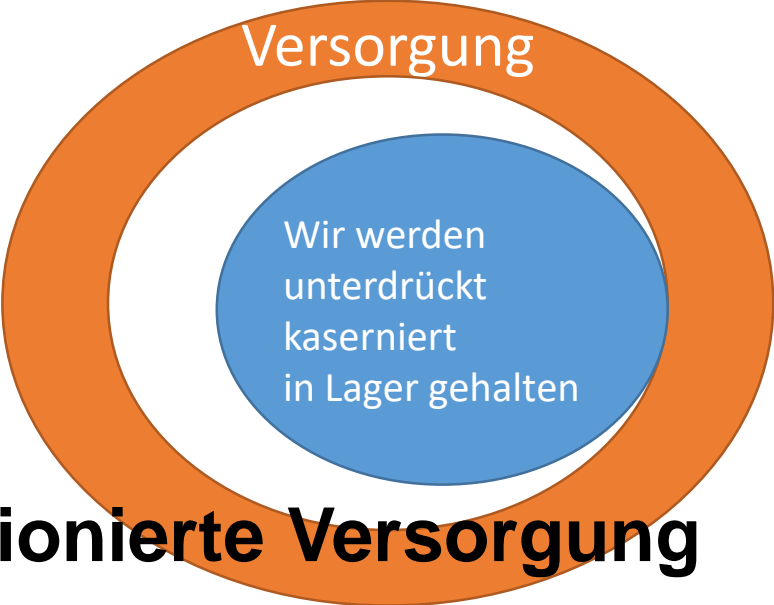 Versorgung
Wir werden
unterdrückt
kaserniert
in Lager gehalten
ionierte Versorgung